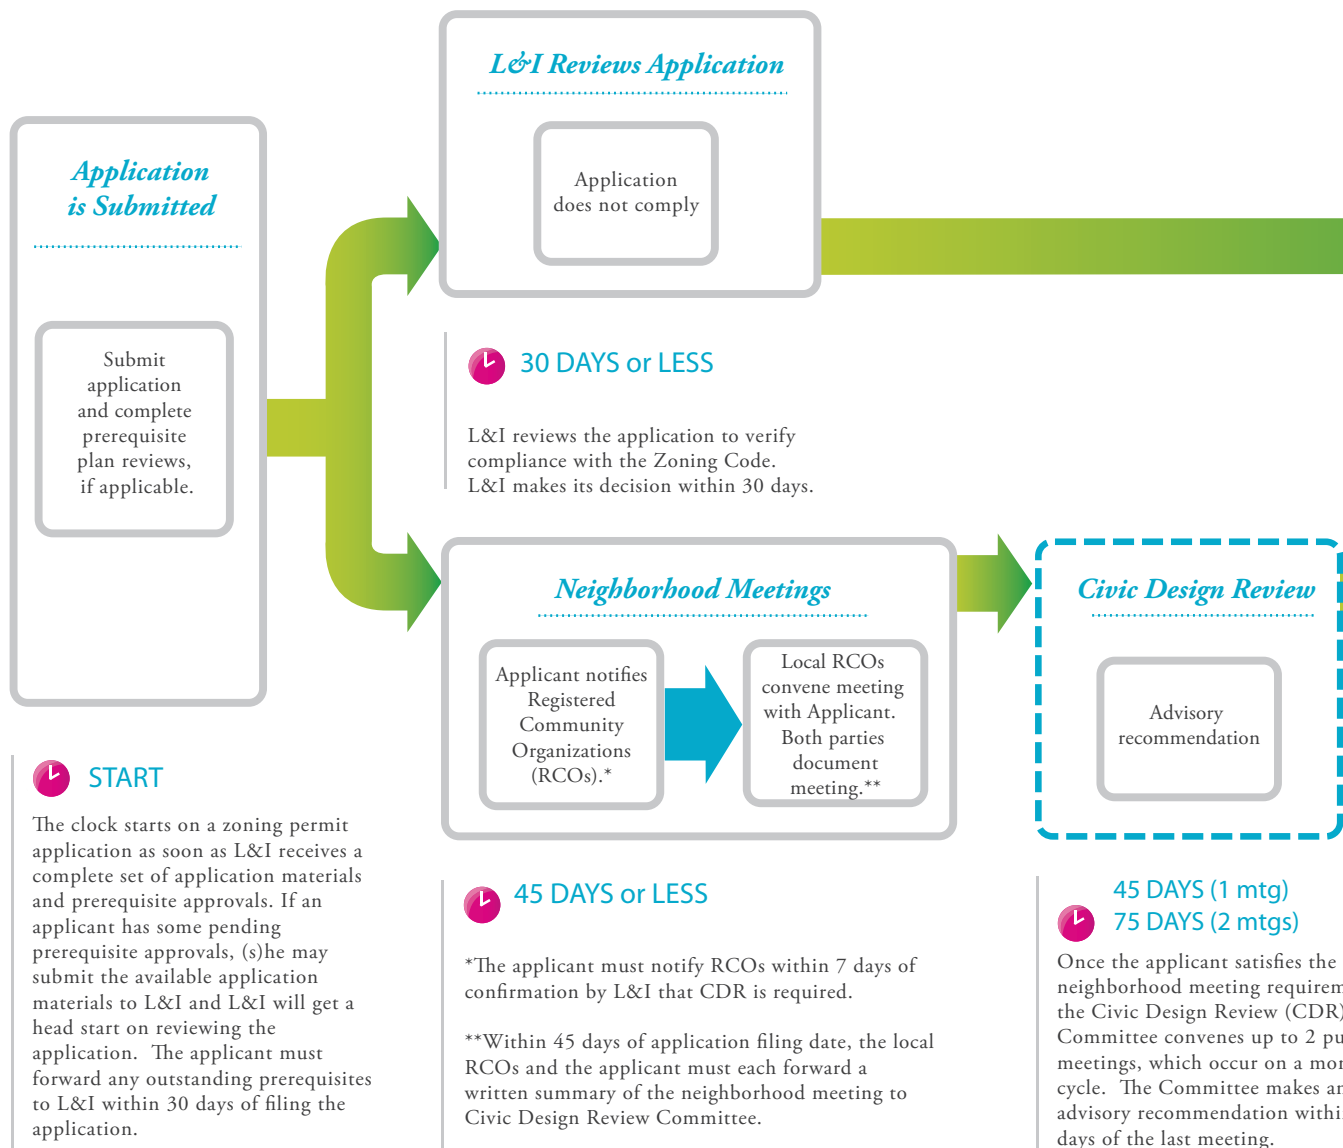 L&I Reviews Application
Application
does not comply
Application
is Submitted
Submit
application
and complete
prerequisite
plan reviews,
if applicable.
30 DAYS or LESS
L&I reviews the application to verify
compliance with the Zoning Code.
L&I makes its decision within 30 days.
Neighborhood Meetings
Applicant notifies
Registered
Community
Organizations
(RCOs).*
Local RCOs
convene meeting
with Applicant.
Both parties
document
meeting.**
Civic Design Review
Advisory
recommendation
START
The clock starts on a zoning permit
application as soon as L&I receives a
complete set of application materials
and prerequisite approvals. If an
applicant has some pending
prerequisite approvals, (s)he may
submit the available application
materials to L&I and L&I will get a
head start on reviewing the
application. The applicant must
forward any outstanding prerequisites
to L&I within 30 days of filing the
application.
45 DAYS or LESS
*The applicant must notify RCOs within 7 days of
confirmation by L&I that CDR is required.
**Within 45 days of application filing date, the local
RCOs and the applicant must each forward a
written summary of the neighborhood meeting to
Civic Design Review Committee.
45 DAYS (1 mtg)
75 DAYS (2 mtgs)
Once the applicant satisfies the
neighborhood meeting
the Civic Design Review (CDR)
Committee convenes up to 2
meetings, which occur on a
cycle. The Committee makes
advisory recommendation
days of the last meeting.